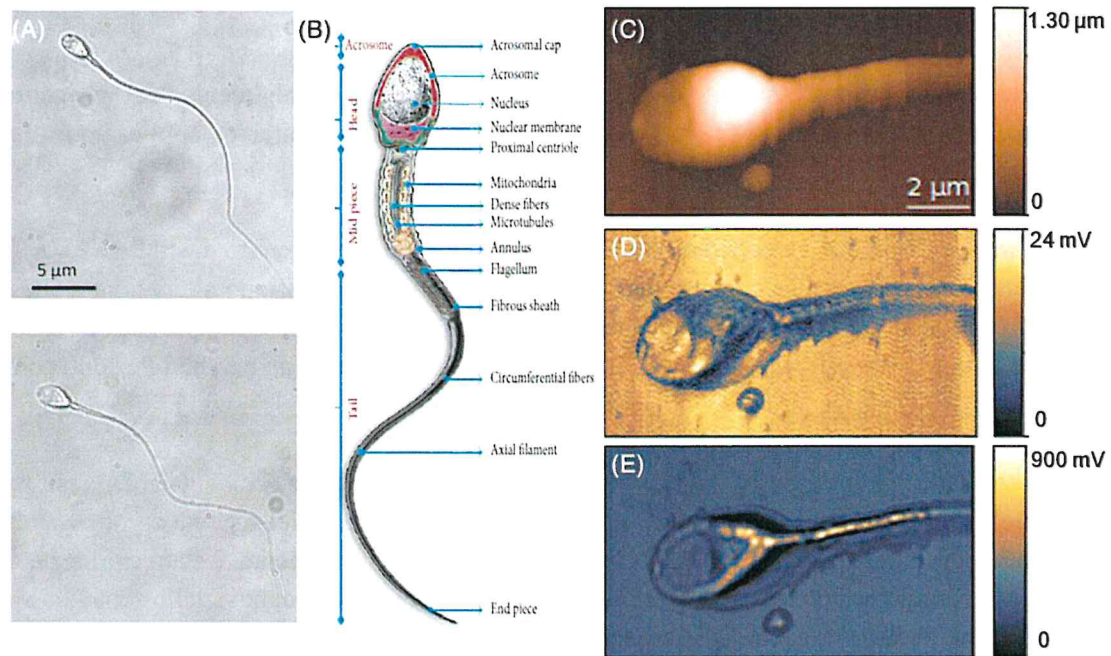 (A)
5 µm
(B)
Acrosome
Head
Mid piece
Tail
Acrosomal cap
Acrosome
Nucleus
Nuclear membrane
Proximal centriole
Mitochondria
Dense fibers
Microtubules
Annulus
Flagellum
Fibrous sheath
Circumferential fibers
Axial filament
End piece
(C)
2 µm
1.30 µm
0
(D)
24 mV
0
(E)
900 mV
0